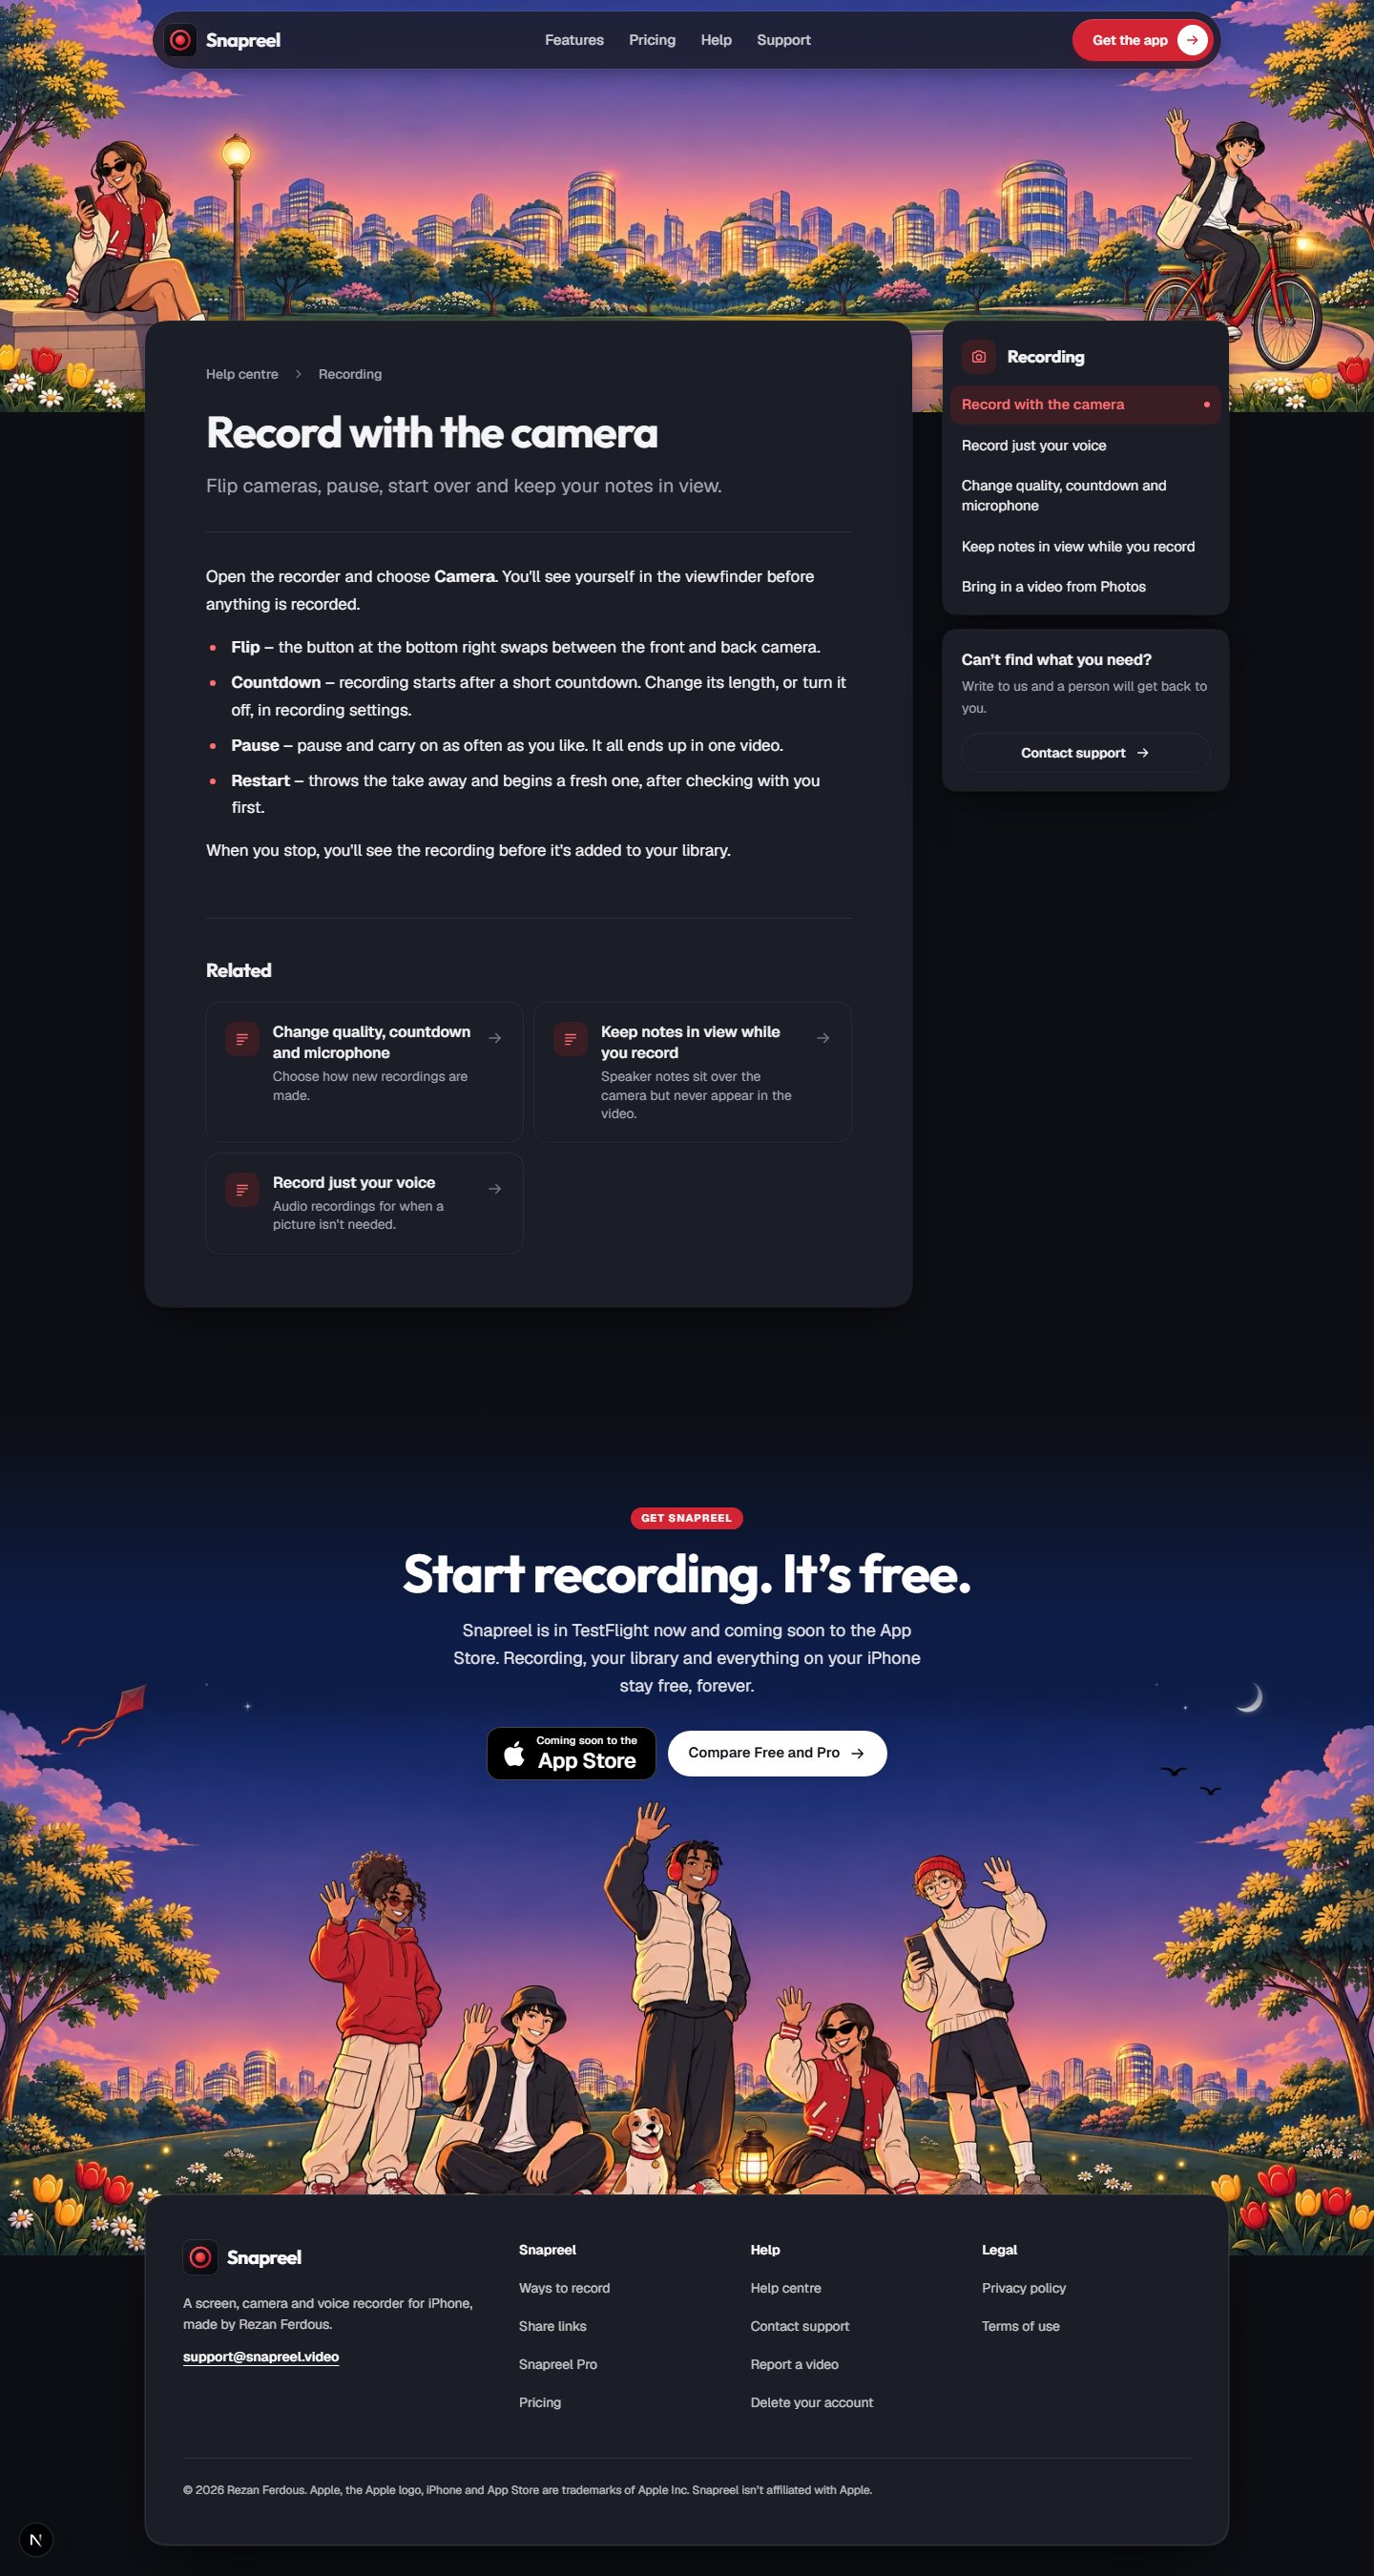 Snapreel
Features
Pricing
Help
Support
Get the app
Help centre
Recording
Record with the camera
Flip cameras, pause, start over and keep your notes in view.
Open the recorder and choose Camera. You'll see yourself in the viewfinder before
anything is recorded.
Flip – the button at the bottom right swaps between the front and back camera.
Countdown – recording starts after a short countdown. Change its length, or turn it
off, in recording settings.
Pause – pause and carry on as often as you like. It all ends up in one video.
Restart – throws the take away and begins a fresh one, after checking with you
first.
When you stop, you'll see the recording before it's added to your library.
Related
Change quality, countdown
and microphone
Choose how new recordings are
made.
Keep notes in view while
you record
Speaker notes sit over the
camera but never appear in the
video.
Record just your voice
Audio recordings for when a
picture isn't needed.
Recording
Record with the camera
Record just your voice
Change quality, countdown and
microphone
Keep notes in view while you record
Bring in a video from Photos
Can’t find what you need?
Write to us and a person will get back to
you.
Contact support
GET SNAPREEL
Start recording. It’s free.
Snapreel is in TestFlight now and coming soon to the App
Store. Recording, your library and everything on your iPhone
stay free, forever.
Coming soon to the
App Store
Compare Free and Pro
Snapreel
A screen, camera and voice recorder for iPhone,
made by Rezan Ferdous.
support@snapreel.video
Snapreel
Ways to record
Share links
Snapreel Pro
Pricing
Help
Help centre
Contact support
Report a video
Delete your account
Legal
Privacy policy
Terms of use
© 2026 Rezan Ferdous. Apple, the Apple logo, iPhone and App Store are trademarks of Apple Inc. Snapreel isn’t affiliated with Apple.
N